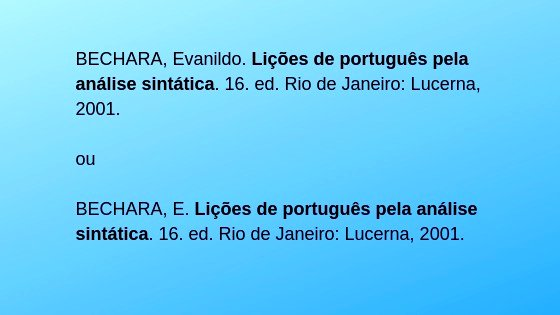 BECHARA, Evanildo. Lições de português pela
análise sintática. 16. ed. Rio de Janeiro: Lucerna,
2001.
ou
BECHARA, E. Lições de português pela análise
sintática. 16. ed. Rio de Janeiro: Lucerna, 2001.